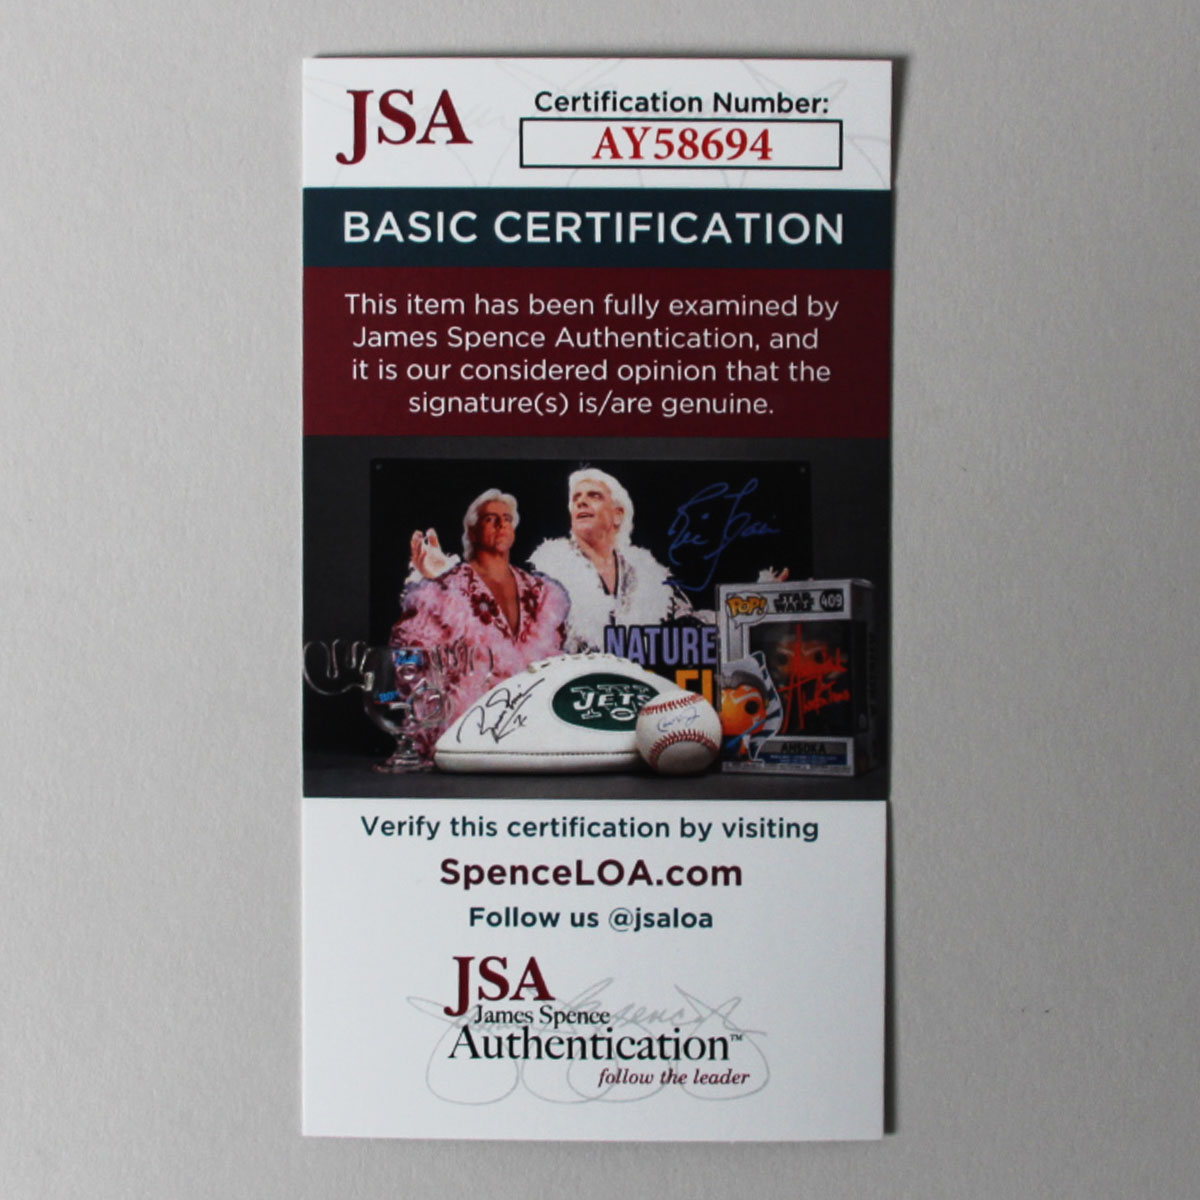 JSA
Certification Number:
AY58694
BASIC CERTIFICATION
This item has been fully examined by
James Spence Authentication, and
it is our considered opinion that the
signature(s) is/are genuine.
NATURE
POP!
STAR
WARS
409
JETS
AHSOKA
Verify this certification by visiting
SpenceLOA.com
Follow us @jsaloa
JSA
James Spence
Authentication™
follow the leader